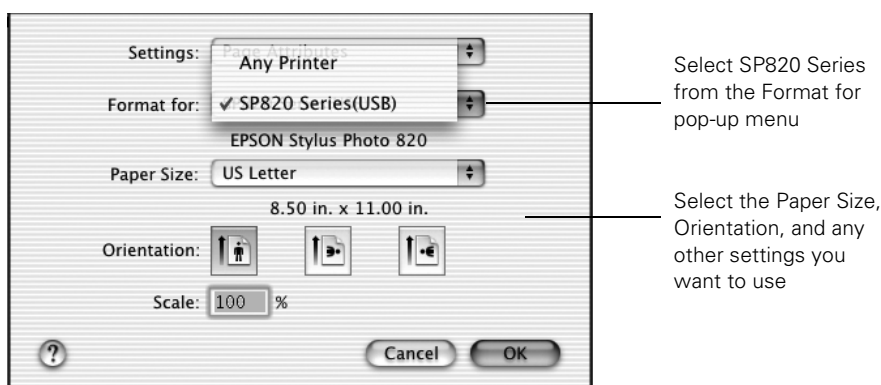 Settings: Page Attributes
Any Printer
Format for: ✓ SP820 Series(USB)
EPSON Stylus Photo 820
Paper Size: US Letter
8.50 in. x 11.00 in.
Orientation:
Scale: 100 %
? Cancel OK
Select SP820 Series
from the Format for
pop-up menu
Select the Paper Size,
Orientation, and any
other settings you
want to use